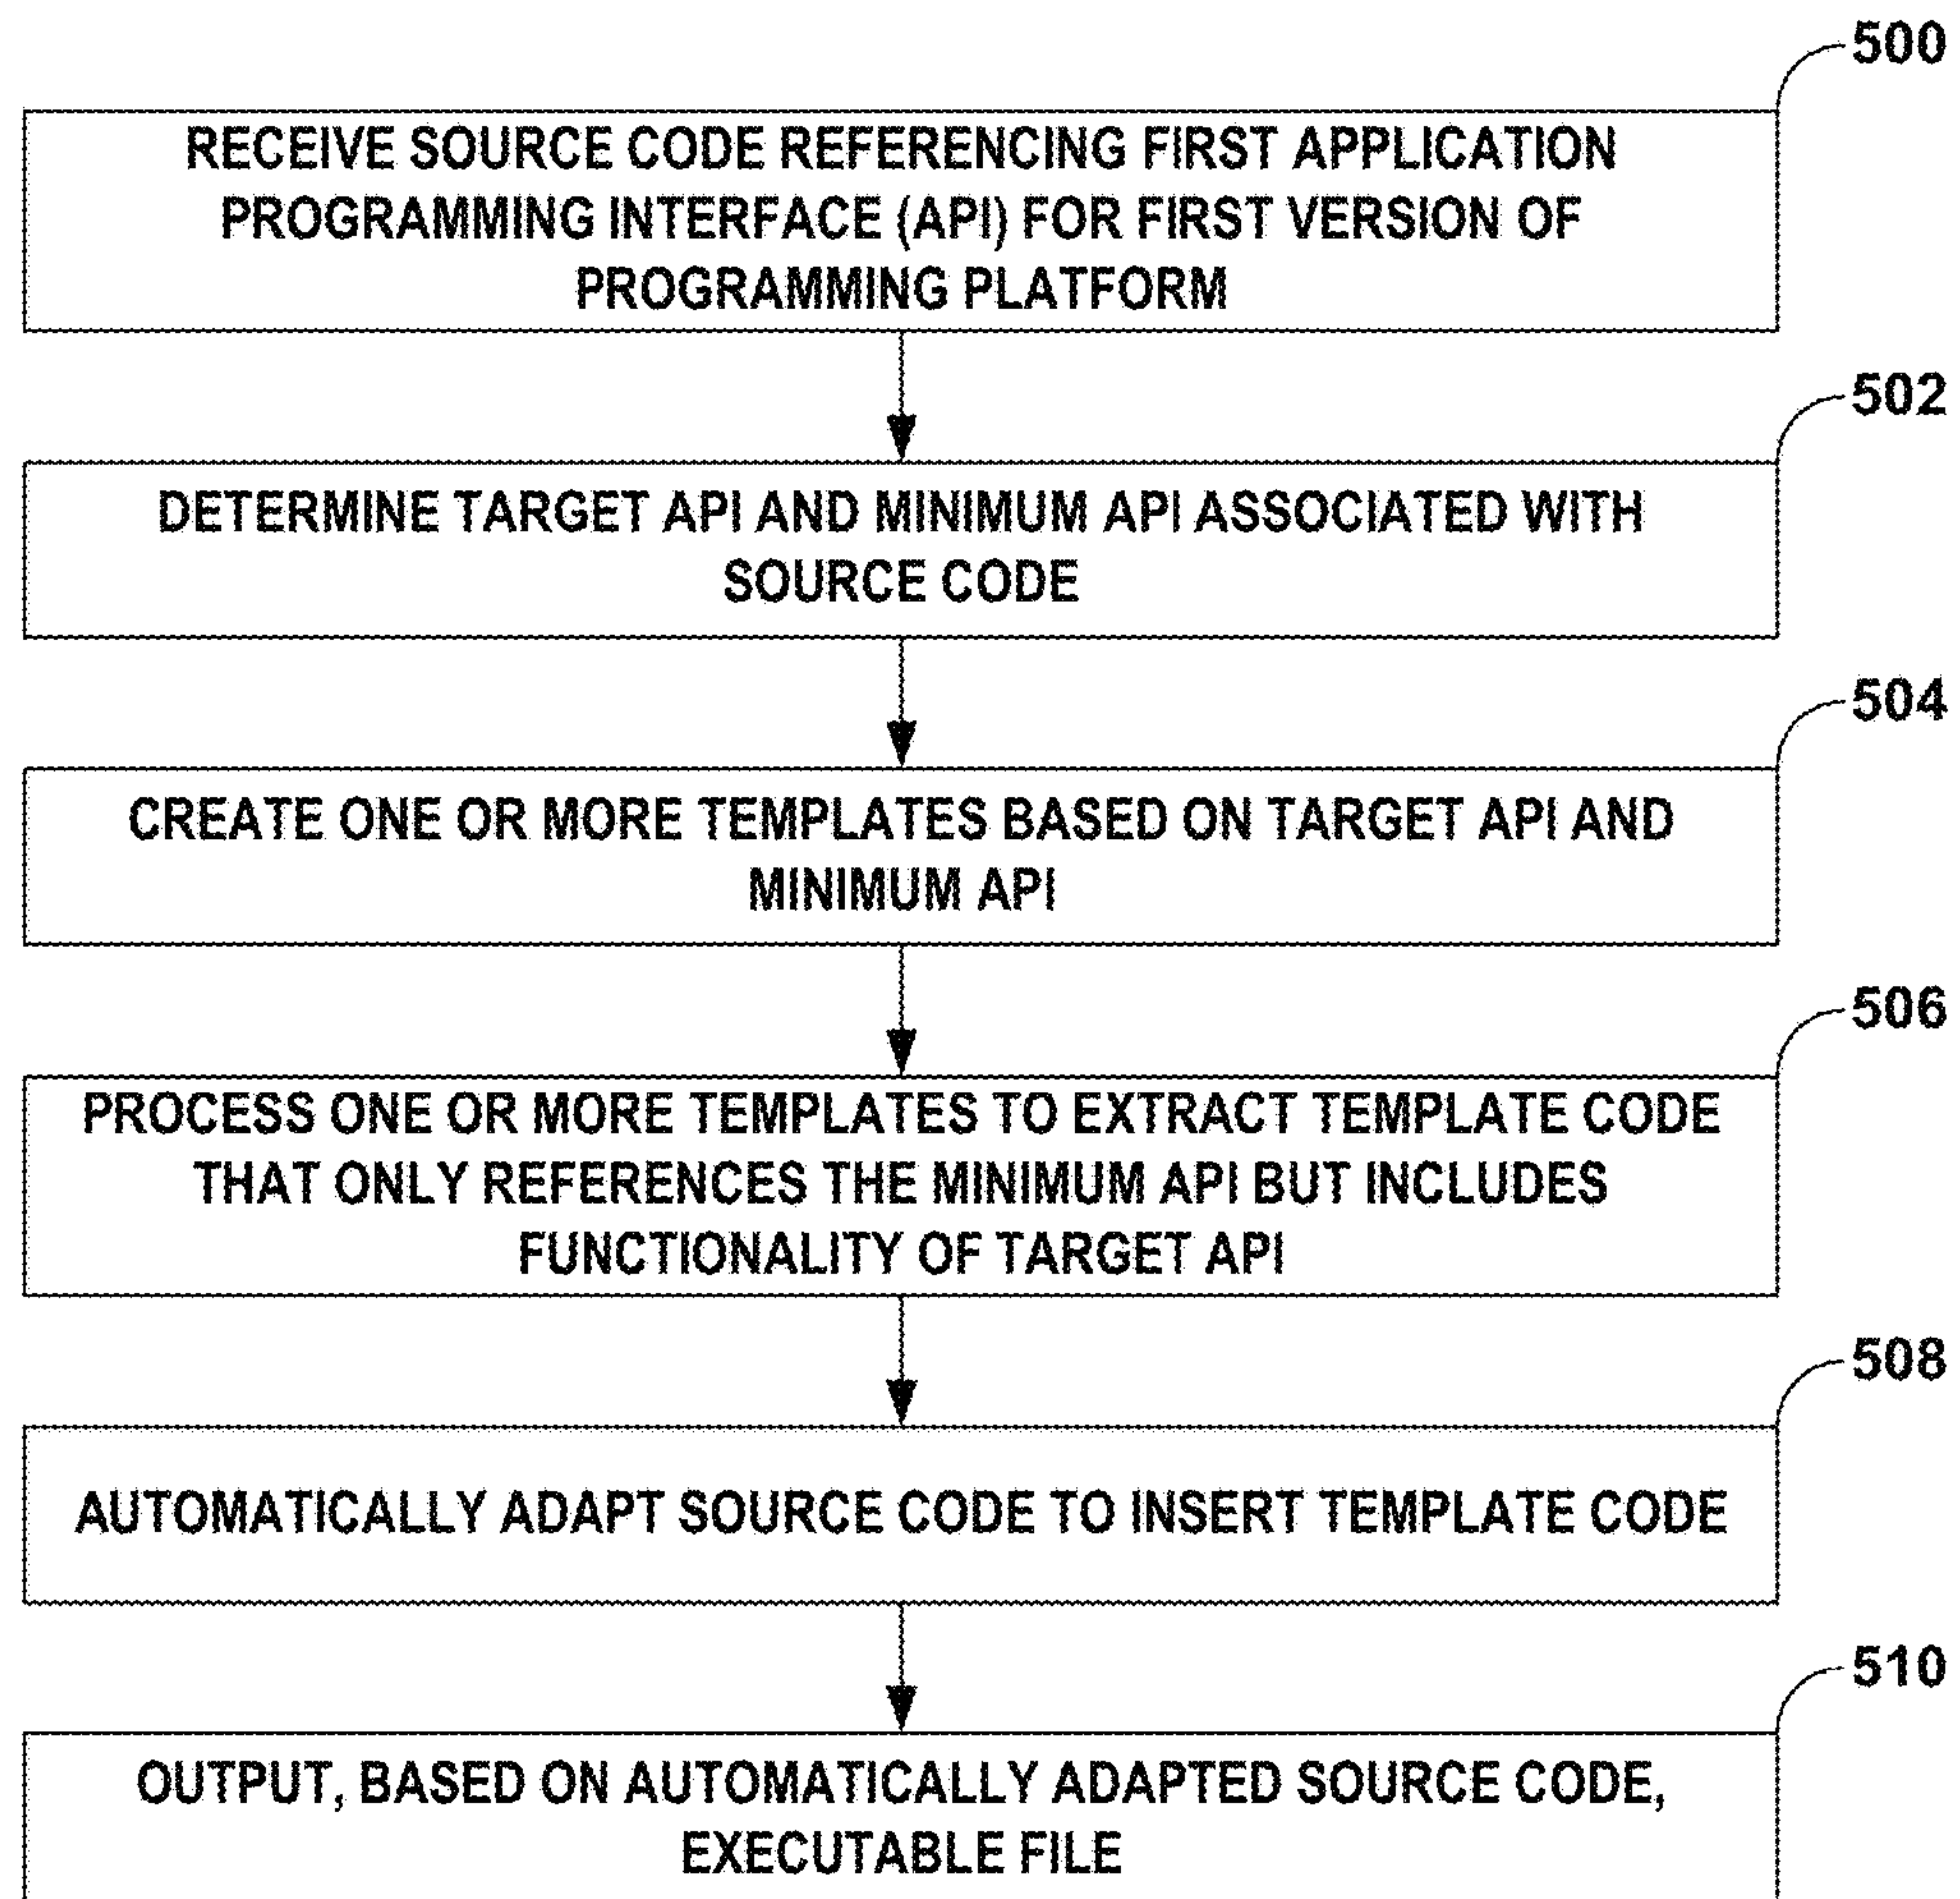 500
RECEIVE SOURCE CODE REFERENCING FIRST APPLICATION
PROGRAMMING INTERFACE (API) FOR FIRST VERSION OF
PROGRAMMING PLATFORM
502
DETERMINE TARGET API AND MINIMUM API ASSOCIATED WITH
SOURCE CODE
504
CREATE ONE OR MORE TEMPLATES BASED ON TARGET API AND
MINIMUM API
506
PROCESS ONE OR MORE TEMPLATES TO EXTRACT TEMPLATE CODE
THAT ONLY REFERENCES THE MINIMUM API BUT INCLUDES
FUNCTIONALITY OF TARGET API
508
AUTOMATICALLY ADAPT SOURCE CODE TO INSERT TEMPLATE CODE
510
OUTPUT, BASED ON AUTOMATICALLY ADAPTED SOURCE CODE,
EXECUTABLE FILE